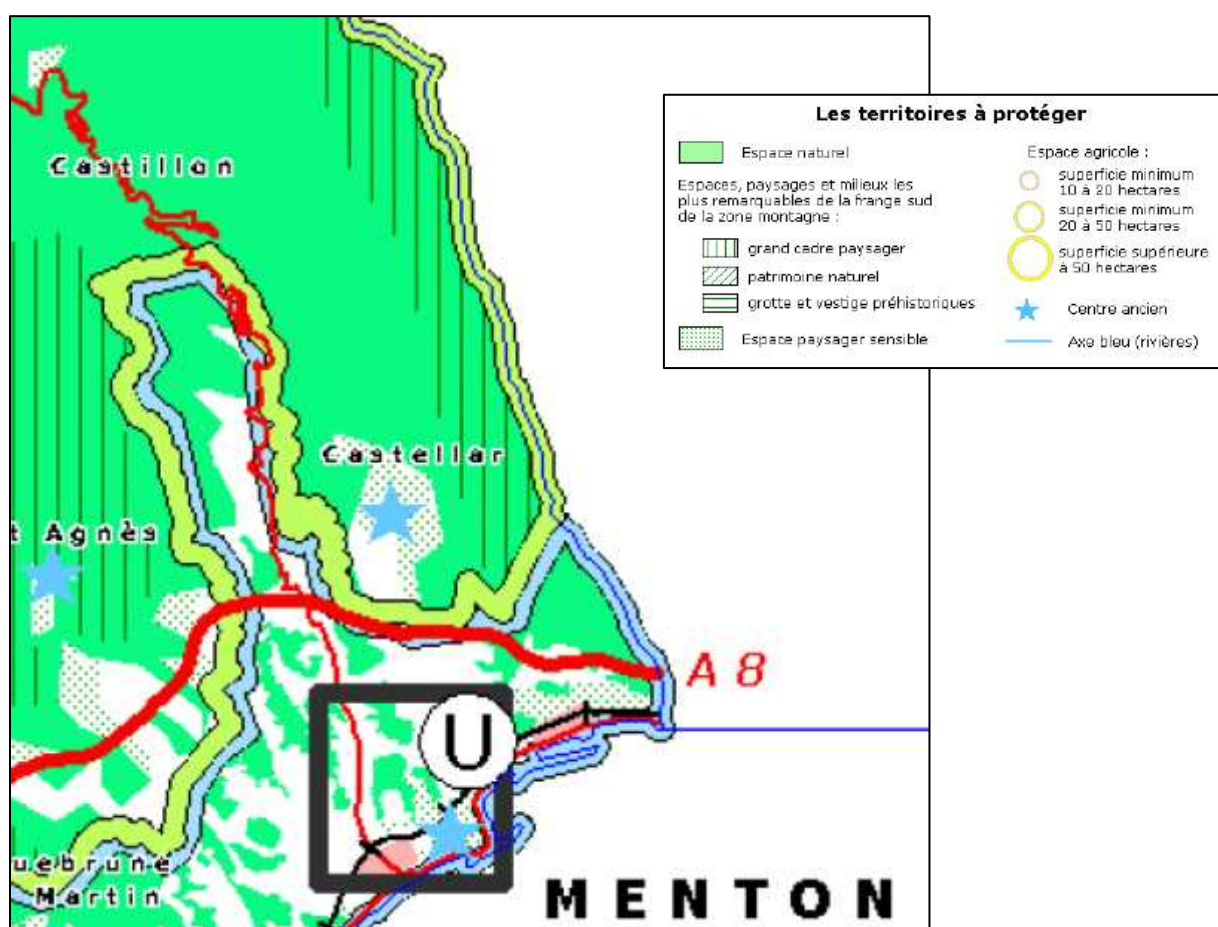 Castillon
Castellar
t Agnès
A 8
U
uebrune
Martin
MENTON
Les territoires à protéger
Espace naturel
Espaces, paysages et milieux les
plus remarquables de la frange sud
de la zone montagne :
grand cadre paysager
patrimoine naturel
grotte et vestige préhistoriques
Espace paysager sensible
Espace agricole :
superficie minimum
10 à 20 hectares
superficie minimum
20 à 50 hectares
superficie supérieure
à 50 hectares
Centre ancien
Axe bleu (rivières)